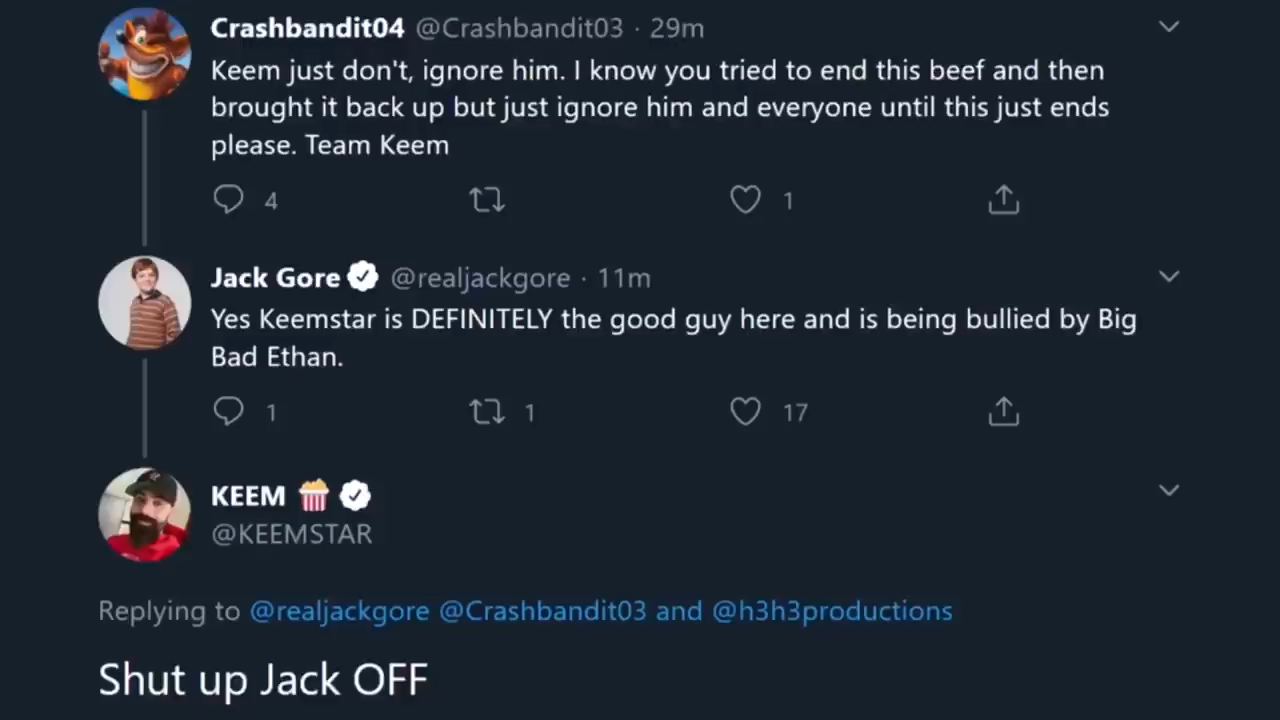 Crashbandit04 @Crashbandit03 · 29m
Keem just don't, ignore him. I know you tried to end this beef and then
brought it back up but just ignore him and everyone until this just ends
please. Team Keem
4 1
Jack Gore @realjackgore · 11m
Yes Keemstar is DEFINITELY the good guy here and is being bullied by Big
Bad Ethan.
1 1 17
KEEM 🍿
@KEEMSTAR
Replying to @realjackgore @Crashbandit03 and @h3h3productions
Shut up Jack OFF